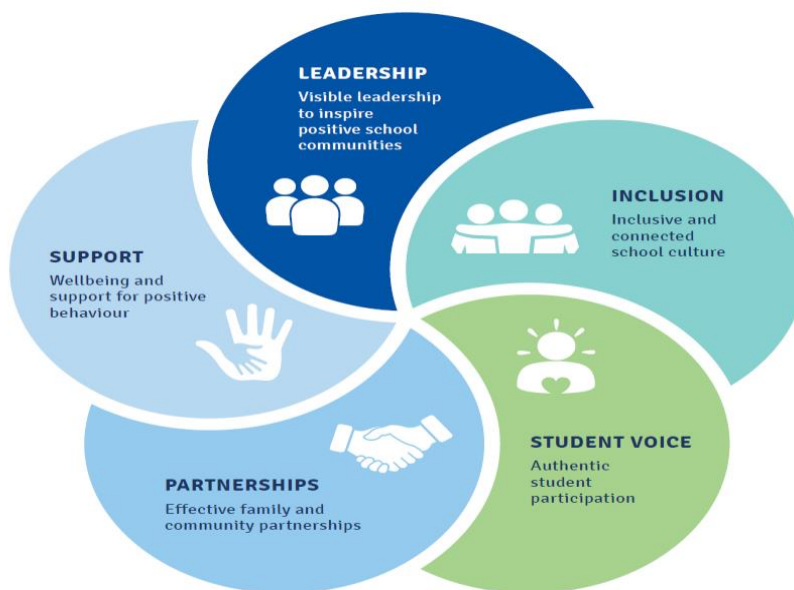 LEADERSHIP
Visible leadership
to inspire
positive school
communities
INCLUSION
Inclusive and
connected
school culture
STUDENT VOICE
Authentic
student
participation
PARTNERSHIPS
Effective family and
community partnerships
SUPPORT
Wellbeing and
support for positive
behaviour